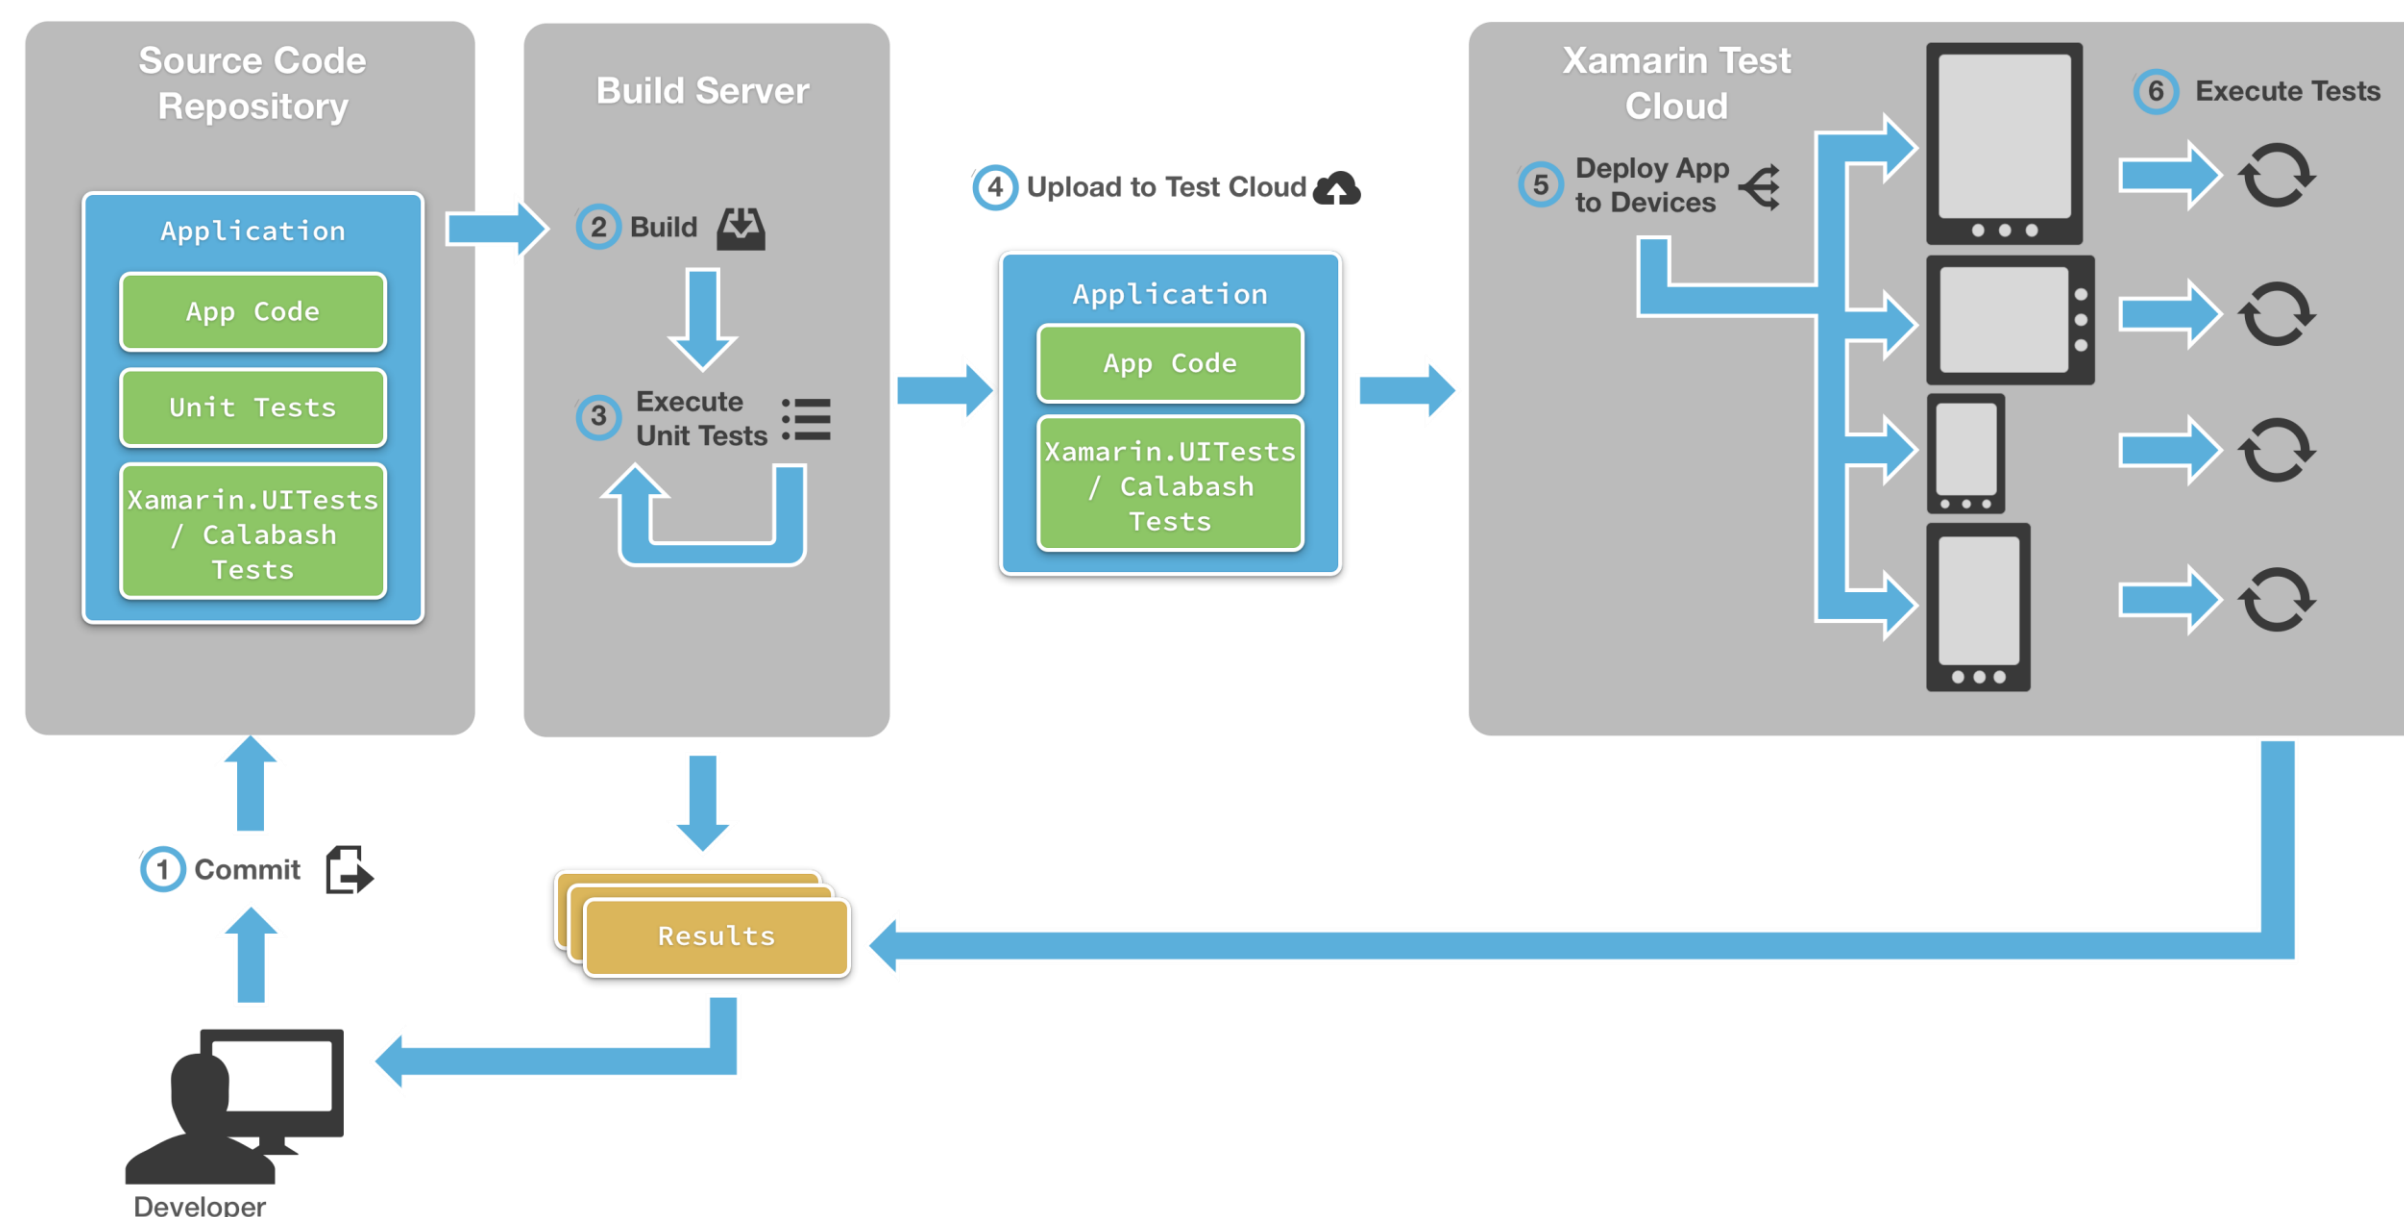 Source Code
Repository
Application
App Code
Unit Tests
Xamarin.UITests
/ Calabash
Tests
Build Server
2 Build
3 Execute
Unit Tests
4 Upload to Test Cloud
Application
App Code
Xamarin.UITests
/ Calabash
Tests
Xamarin Test
Cloud
5 Deploy App
to Devices
6 Execute Tests
1 Commit
Results
Developer